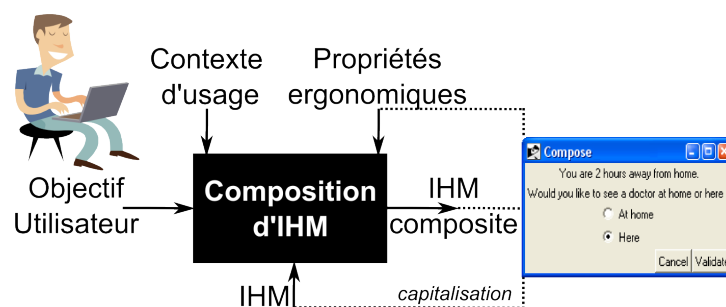 Contexte
d'usage
Propriétés
ergonomiques
Objectif
Utilisateur
Composition
d'IHM
IHM
composite
IHM
capitalisation
Compose
You are 2 hours away from home.
Would you like to see a doctor at home or here
At home
Here
Cancel Validate